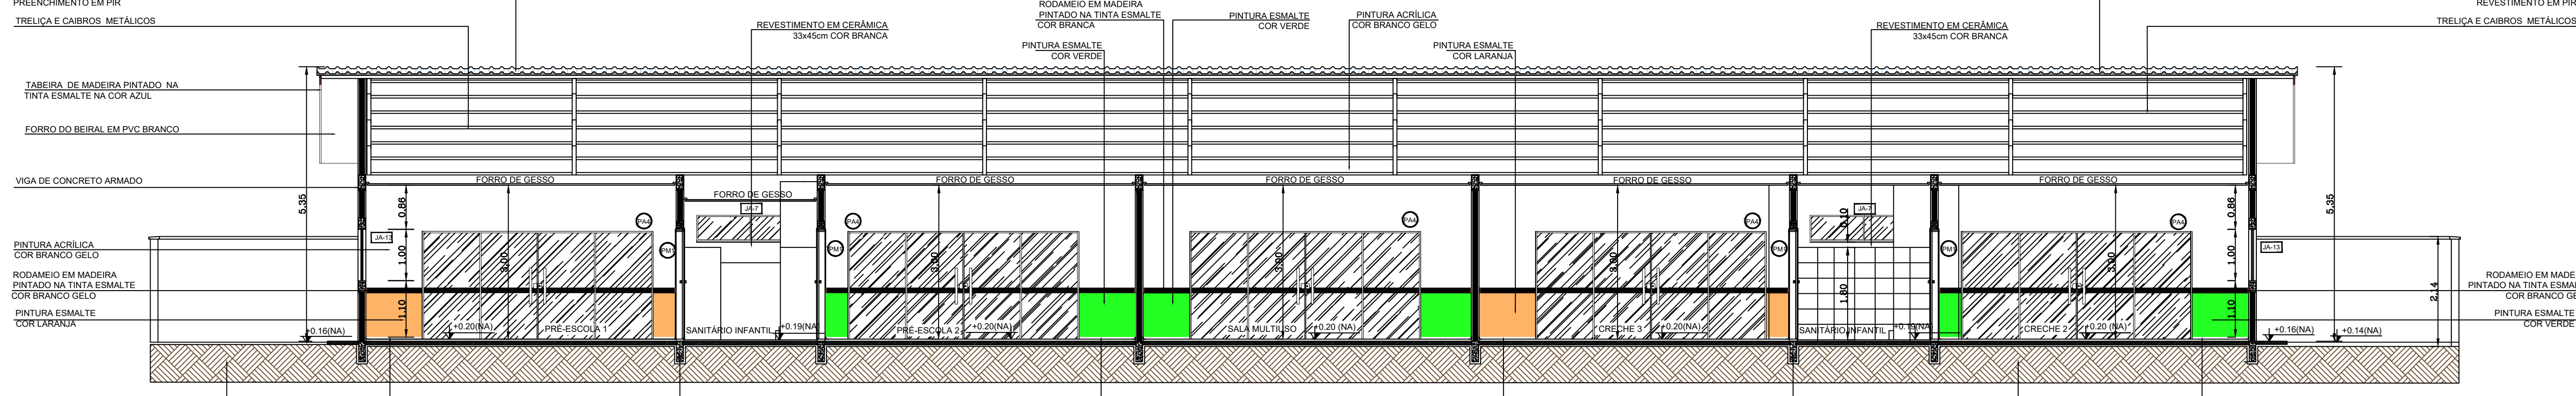 PREENCHIMENTO EM PIR
TRELIÇA E CAIBROS METÁLICOS
REVESTIMENTO EM CERÂMICA
33x45cm COR BRANCA
RODAMEIO EM MADEIRA
PINTADO NA TINTA ESMALTE
COR BRANCA
PINTURA ESMALTE
COR VERDE
PINTURA ESMALTE
COR VERDE
PINTURA ACRÍLICA
COR BRANCO GELO
PINTURA ESMALTE
COR LARANJA
REVESTIMENTO EM CERÂMICA
33x45cm COR BRANCA
REVESTIMENTO EM PIR
TRELIÇA E CAIBROS METÁLICOS
TABEIRA DE MADEIRA PINTADO NA
TINTA ESMALTE NA COR AZUL
FORRO DO BEIRAL EM PVC BRANCO
VIGA DE CONCRETO ARMADO
PINTURA ACRÍLICA
COR BRANCO GELO
RODAMEIO EM MADEIRA
PINTADO NA TINTA ESMALTE
COR BRANCO GELO
PINTURA ESMALTE
COR LARANJA
5.35
+0.16(NA)
JA-13
0.86
1.00
1.10
FORRO DE GESSO
3.00
PA4
PM1
+0.20(NA)
PRÉ-ESCOLA 1
FORRO DE GESSO
JA-7
SANITÁRIO INFANTIL
+0.19(NA)
FORRO DE GESSO
PA4
PM1
3.00
PRÉ-ESCOLA 2
+0.20(NA)
FORRO DE GESSO
3.00
PA4
SALA MULTIUSO
+0.20 (NA)
FORRO DE GESSO
3.00
PA4
PM1
CRECHE 3
+0.20(NA)
JA-7
0.10
1.80
SANITÁRIO INFANTIL
+0.19(NA)
FORRO DE GESSO
PM1
3.00
PA4
CRECHE 2
+0.20 (NA)
0.86
1.00
1.10
JA-13
5.35
2.14
+0.16(NA)
+0.14(NA)
RODAMEIO EM MADE
PINTADO NA TINTA ESMAL
COR BRANCO GE
PINTURA ESMALTE
COR VERDE